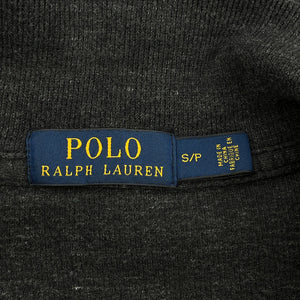 POLO
RALPH LAUREN
S/P
MADE IN
CHINA
FABRIQUÉ EN
CHINE